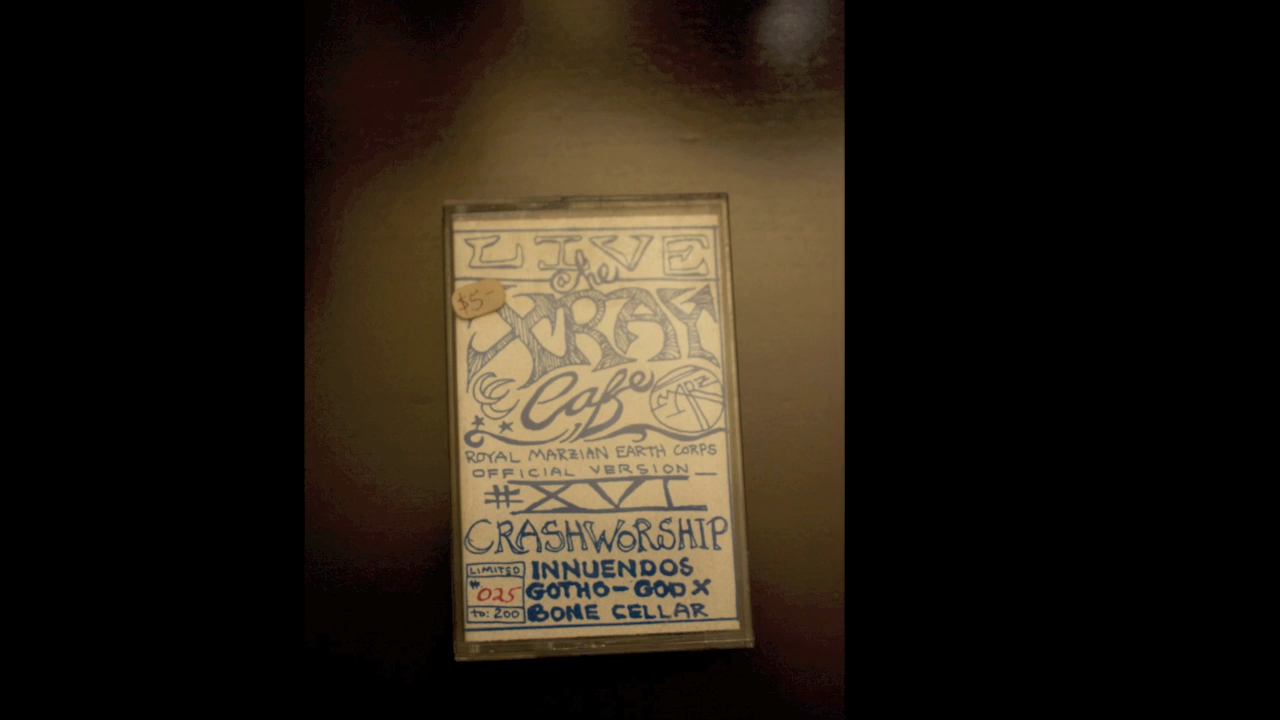 LIVE
the
$5-
XRAY
Cafe
MARZ
ROYAL MARZIAN EARTH CORPS
OFFICIAL VERSION—
#XVI
CRASHWORSHIP
LIMITED
# 025
to: 200
INNUENDOS
GOTHO-GOD X
BONE CELLAR